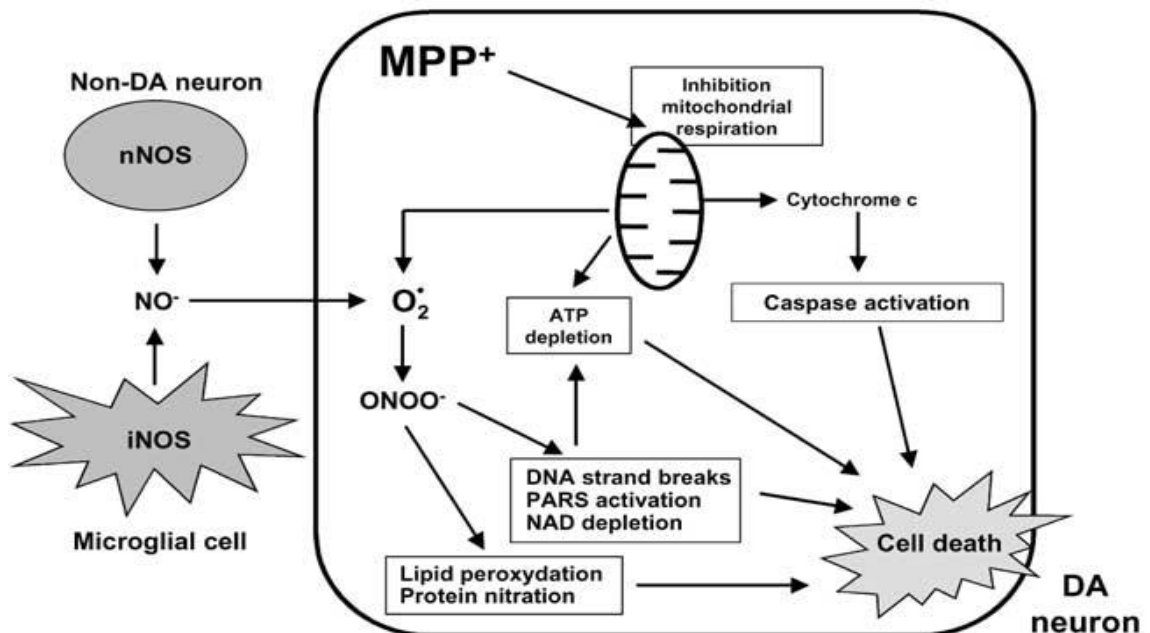 MPP⁺
Non-DA neuron
nNOS
Inhibition
mitochondrial
respiration
Cytochrome c
NO⁻
O₂•
ATP
depletion
Caspase activation
ONOO⁻
iNOS
DNA strand breaks
PARS activation
NAD depletion
Microglial cell
Cell death
Lipid peroxydation
Protein nitration
DA
neuron